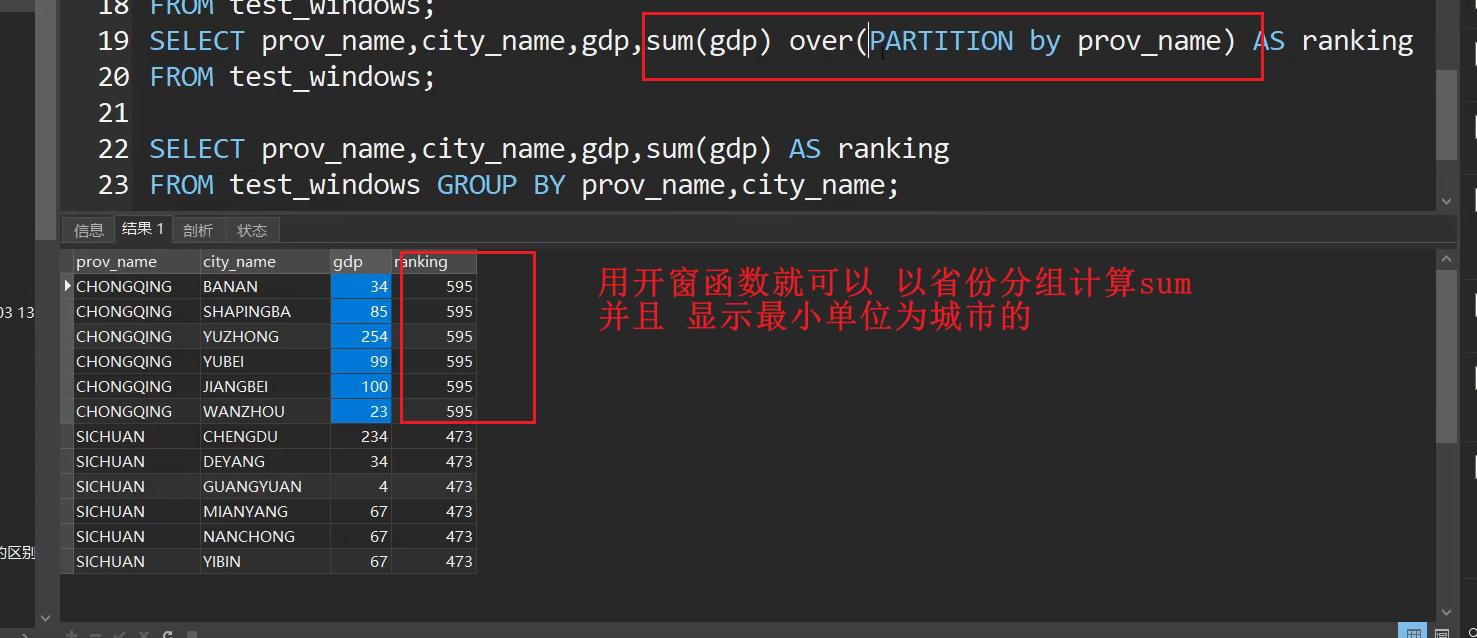 18 FROM test_windows;
19 SELECT prov_name,city_name,gdp,sum(gdp) over(PARTITION by prov_name) AS ranking
20 FROM test_windows;
21
22 SELECT prov_name,city_name,gdp,sum(gdp) AS ranking
23 FROM test_windows GROUP BY prov_name,city_name;
信息 结果 1 剖析 状态
prov_name city_name gdp ranking
CHONGQING BANAN 34 595
CHONGQING SHAPINGBA 85 595
CHONGQING YUZHONG 254 595
CHONGQING YUBEI 99 595
CHONGQING JIANGBEI 100 595
CHONGQING WANZHOU 23 595
SICHUAN CHENGDU 234 473
SICHUAN DEYANG 34 473
SICHUAN GUANGYUAN 4 473
SICHUAN MIANYANG 67 473
SICHUAN NANCHONG 67 473
SICHUAN YIBIN 67 473
用开窗函数就可以 以省份分组计算sum
并且 显示最小单位为城市的
03 13
的区别